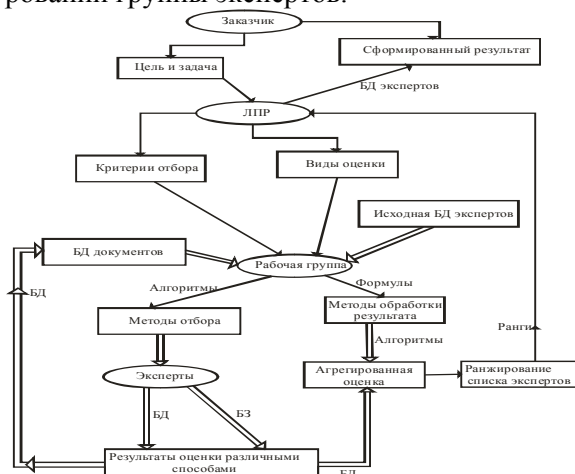 ровании группы экспертов.
Заказчик
Сформированный результат
Цель и задача
БД экспертов
ЛПР
Критерии отбора
Виды оценки
Исходная БД экспертов
БД документов
Рабочая группа
БД
Алгоритмы
Формулы
Методы отбора
Методы обработки
результата
Ранги
Алгоритмы
Эксперты
Агрегированная
оценка
Ранжирование
списка экспертов
БД
БЗ
Результаты оценки различными
способами
БД